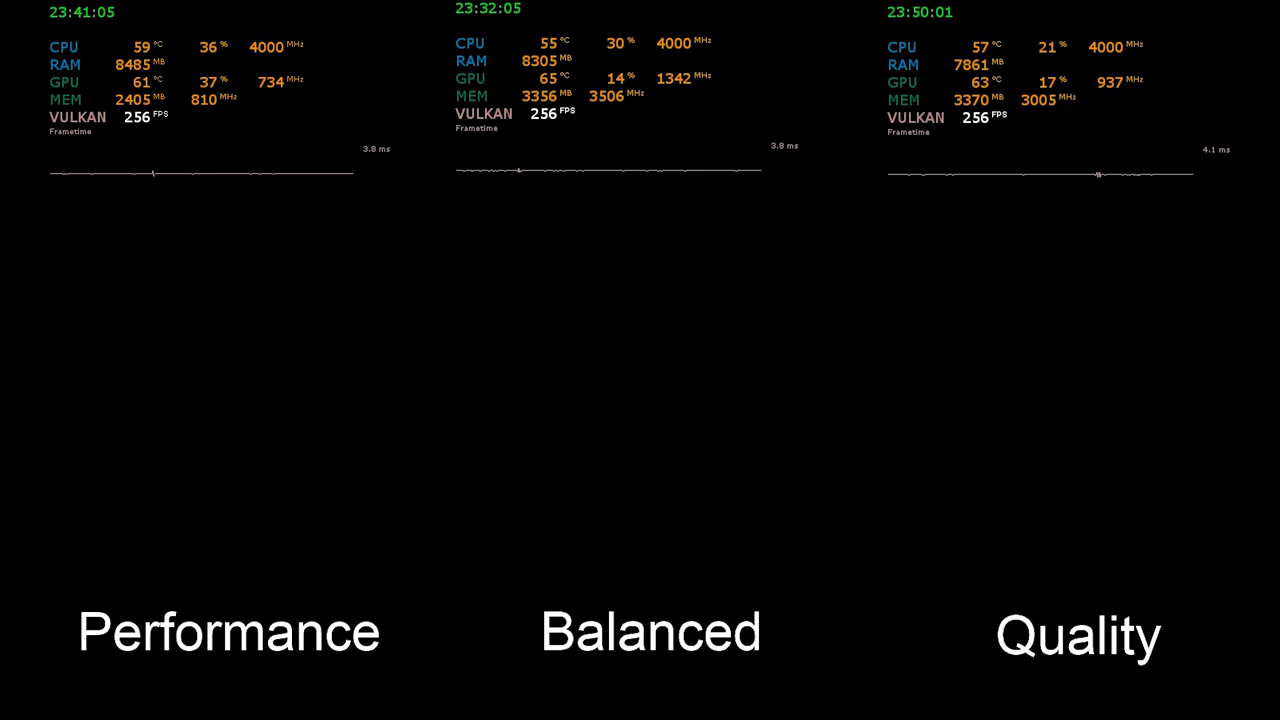 23:41:05
CPU 59 °C 36 % 4000 MHz
RAM 8485 MB
GPU 61 °C 37 % 734 MHz
MEM 2405 MB 810 MHz
VULKAN 256 FPS
Frametime
3.8 ms
Performance
23:32:05
CPU 55 °C 30 % 4000 MHz
RAM 8305 MB
GPU 65 °C 14 % 1342 MHz
MEM 3356 MB 3506 MHz
VULKAN 256 FPS
Frametime
3.8 ms
Balanced
23:50:01
CPU 57 °C 21 % 4000 MHz
RAM 7861 MB
GPU 63 °C 17 % 937 MHz
MEM 3370 MB 3005 MHz
VULKAN 256 FPS
Frametime
4.1 ms
Quality